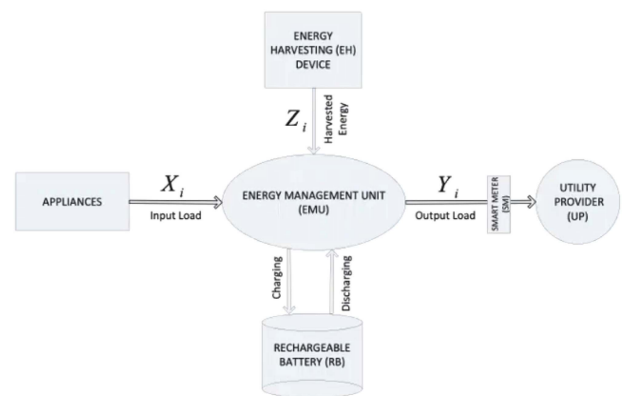 ENERGY
HARVESTING (EH)
DEVICE
Z i
Harvested
Energy
APPLIANCES
X i
Input Load
ENERGY MANAGEMENT UNIT
(EMU)
Y i
Output Load
SMART METER
(SM)
UTILITY
PROVIDER
(UP)
Charging
Discharging
RECHARGEABLE
BATTERY (RB)